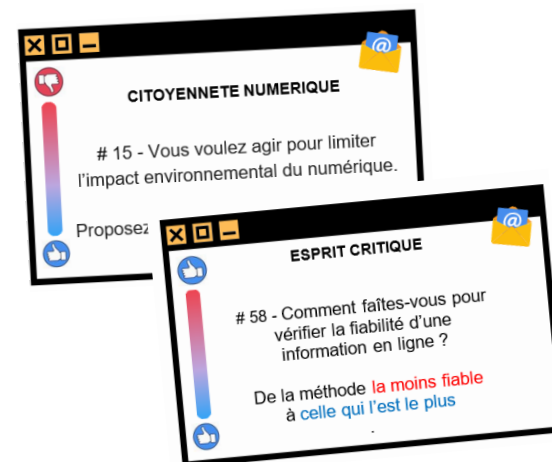 @
CITOYENNETE NUMERIQUE
# 15 - Vous voulez agir pour limiter
l'impact environnemental du numérique.
Proposez
@
ESPRIT CRITIQUE
# 58 - Comment faîtes-vous pour
vérifier la fiabilité d'une
information en ligne ?
De la méthode la moins fiable
à celle qui l'est le plus
.